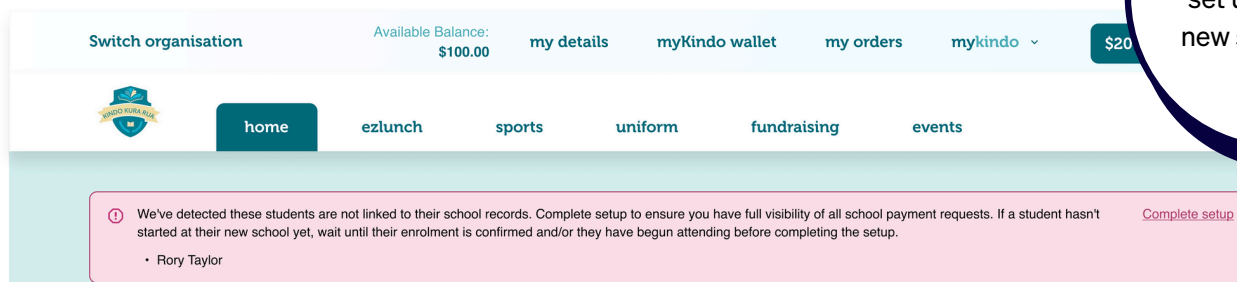 new
Switch organisation
Available Balance:
$100.00
my details
myKindo wallet
my orders
mykindo
$20
KINDO KURA RUA
home
ezlunch
sports
uniform
fundraising
events
We've detected these students are not linked to their school records. Complete setup to ensure you have full visibility of all school payment requests. If a student hasn't
started at their new school yet, wait until their enrolment is confirmed and/or they have begun attending before completing the setup.
Complete setup
• Rory Taylor